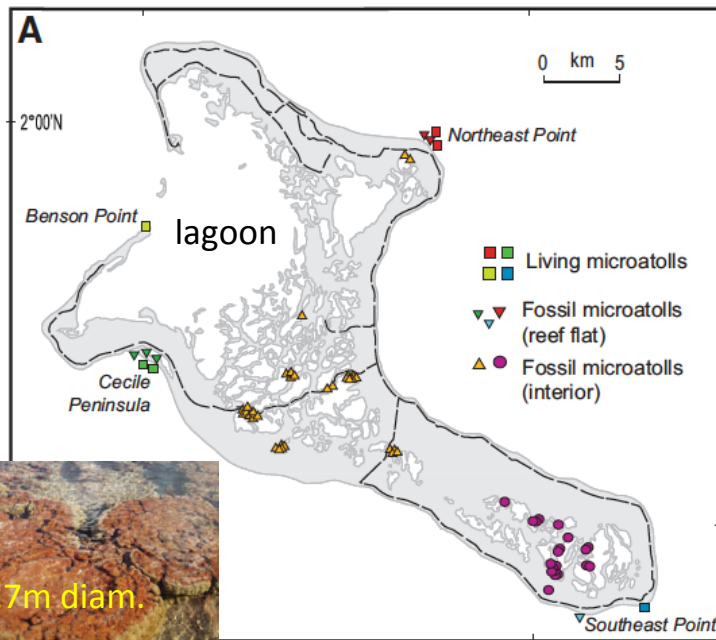 A
0 km 5
2°00'N
Northeast Point
Benson Point
lagoon
Living microatolls
Fossil microatolls
(reef flat)
Fossil microatolls
(interior)
Cecile
Peninsula
7m diam.
Southeast Point